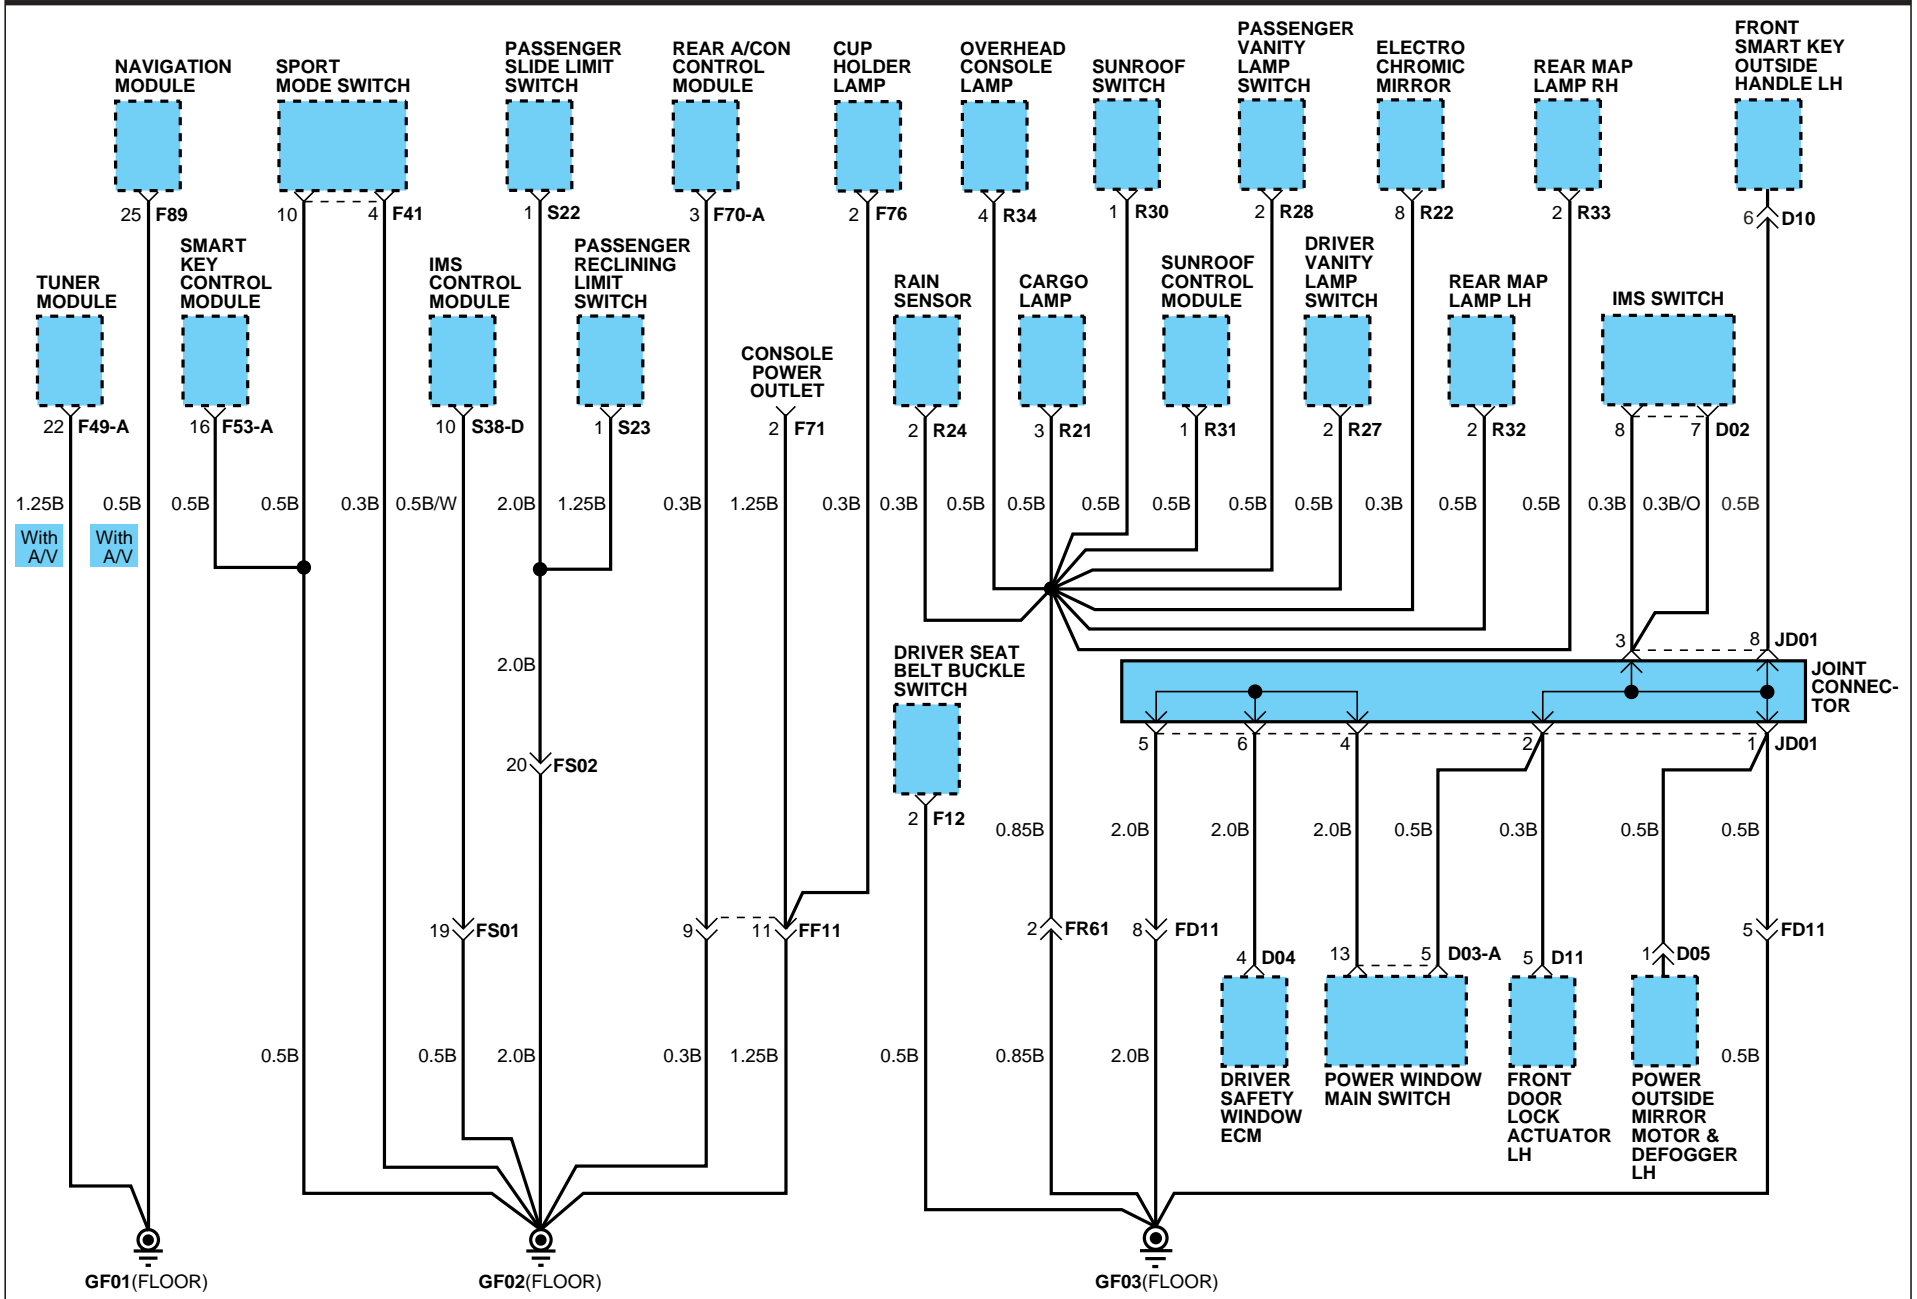 NAVIGATION
MODULE
SPORT
MODE SWITCH
PASSENGER
SLIDE LIMIT
SWITCH
REAR A/CON
CONTROL
MODULE
CUP
HOLDER
LAMP
OVERHEAD
CONSOLE
LAMP
SUNROOF
SWITCH
PASSENGER
VANITY
LAMP
SWITCH
ELECTRO
CHROMIC
MIRROR
REAR MAP
LAMP RH
FRONT
SMART KEY
OUTSIDE
HANDLE LH
25 F89
10
4 F41
1 S22
3 F70-A
2 F76
4 R34
1 R30
2 R28
8 R22
2 R33
6 D10
TUNER
MODULE
SMART
KEY
CONTROL
MODULE
IMS
CONTROL
MODULE
PASSENGER
RECLINING
LIMIT
SWITCH
CONSOLE
POWER
OUTLET
RAIN
SENSOR
CARGO
LAMP
SUNROOF
CONTROL
MODULE
DRIVER
VANITY
LAMP
SWITCH
REAR MAP
LAMP LH
IMS SWITCH
22 F49-A
16 F53-A
10 S38-D
1 S23
2 F71
2 R24
3 R21
1 R31
2 R27
2 R32
8
7 D02
1.25B
0.5B
0.5B
0.5B
0.3B
0.5B/W
2.0B
1.25B
0.3B
1.25B
0.3B
0.3B
0.5B
0.5B
0.5B
0.5B
0.5B
0.5B
0.3B
0.5B
0.5B
0.3B
0.3B/O
0.5B
With
A/V
With
A/V
2.0B
DRIVER SEAT
BELT BUCKLE
SWITCH
3
8 JD01
JOINT
CONNEC-
TOR
5
6
4
2
1 JD01
20 FS02
2 F12
0.85B
2.0B
2.0B
2.0B
0.5B
0.3B
0.5B
0.5B
19 FS01
9
11 FF11
2 FR61
8 FD11
5 FD11
4 D04
13
5 D03-A
5 D11
1 D05
0.5B
0.5B
2.0B
0.3B
1.25B
0.5B
0.85B
2.0B
0.5B
DRIVER
SAFETY
WINDOW
ECM
POWER WINDOW
MAIN SWITCH
FRONT
DOOR
LOCK
ACTUATOR
LH
POWER
OUTSIDE
MIRROR
MOTOR &
DEFOGGER
LH
GF01(FLOOR)
GF02(FLOOR)
GF03(FLOOR)